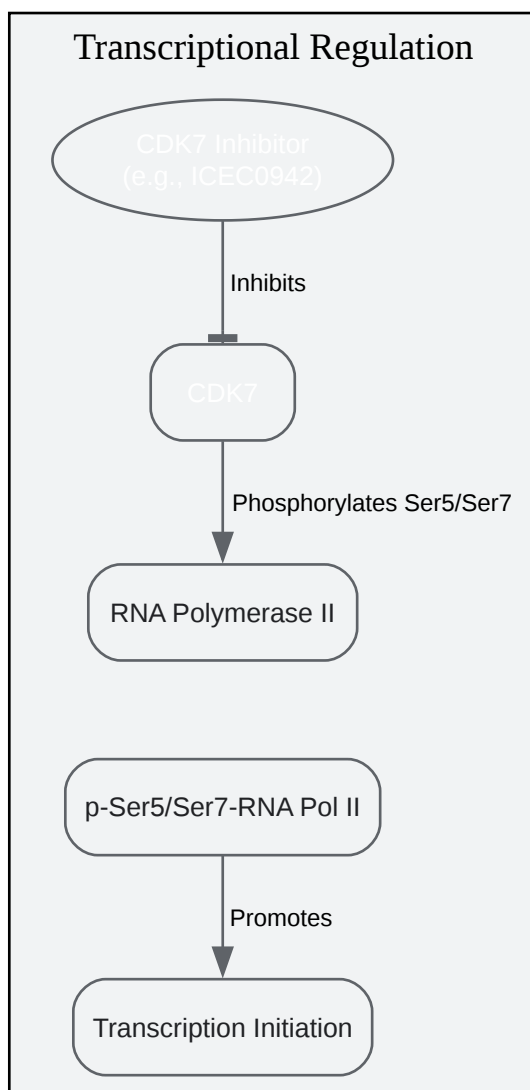 Transcriptional Regulation
CDK7 Inhibitor
(e.g., ICEC0942)
Inhibits
CDK7
Phosphorylates Ser5/Ser7
RNA Polymerase II
p-Ser5/Ser7-RNA Pol II
Promotes
Transcription Initiation